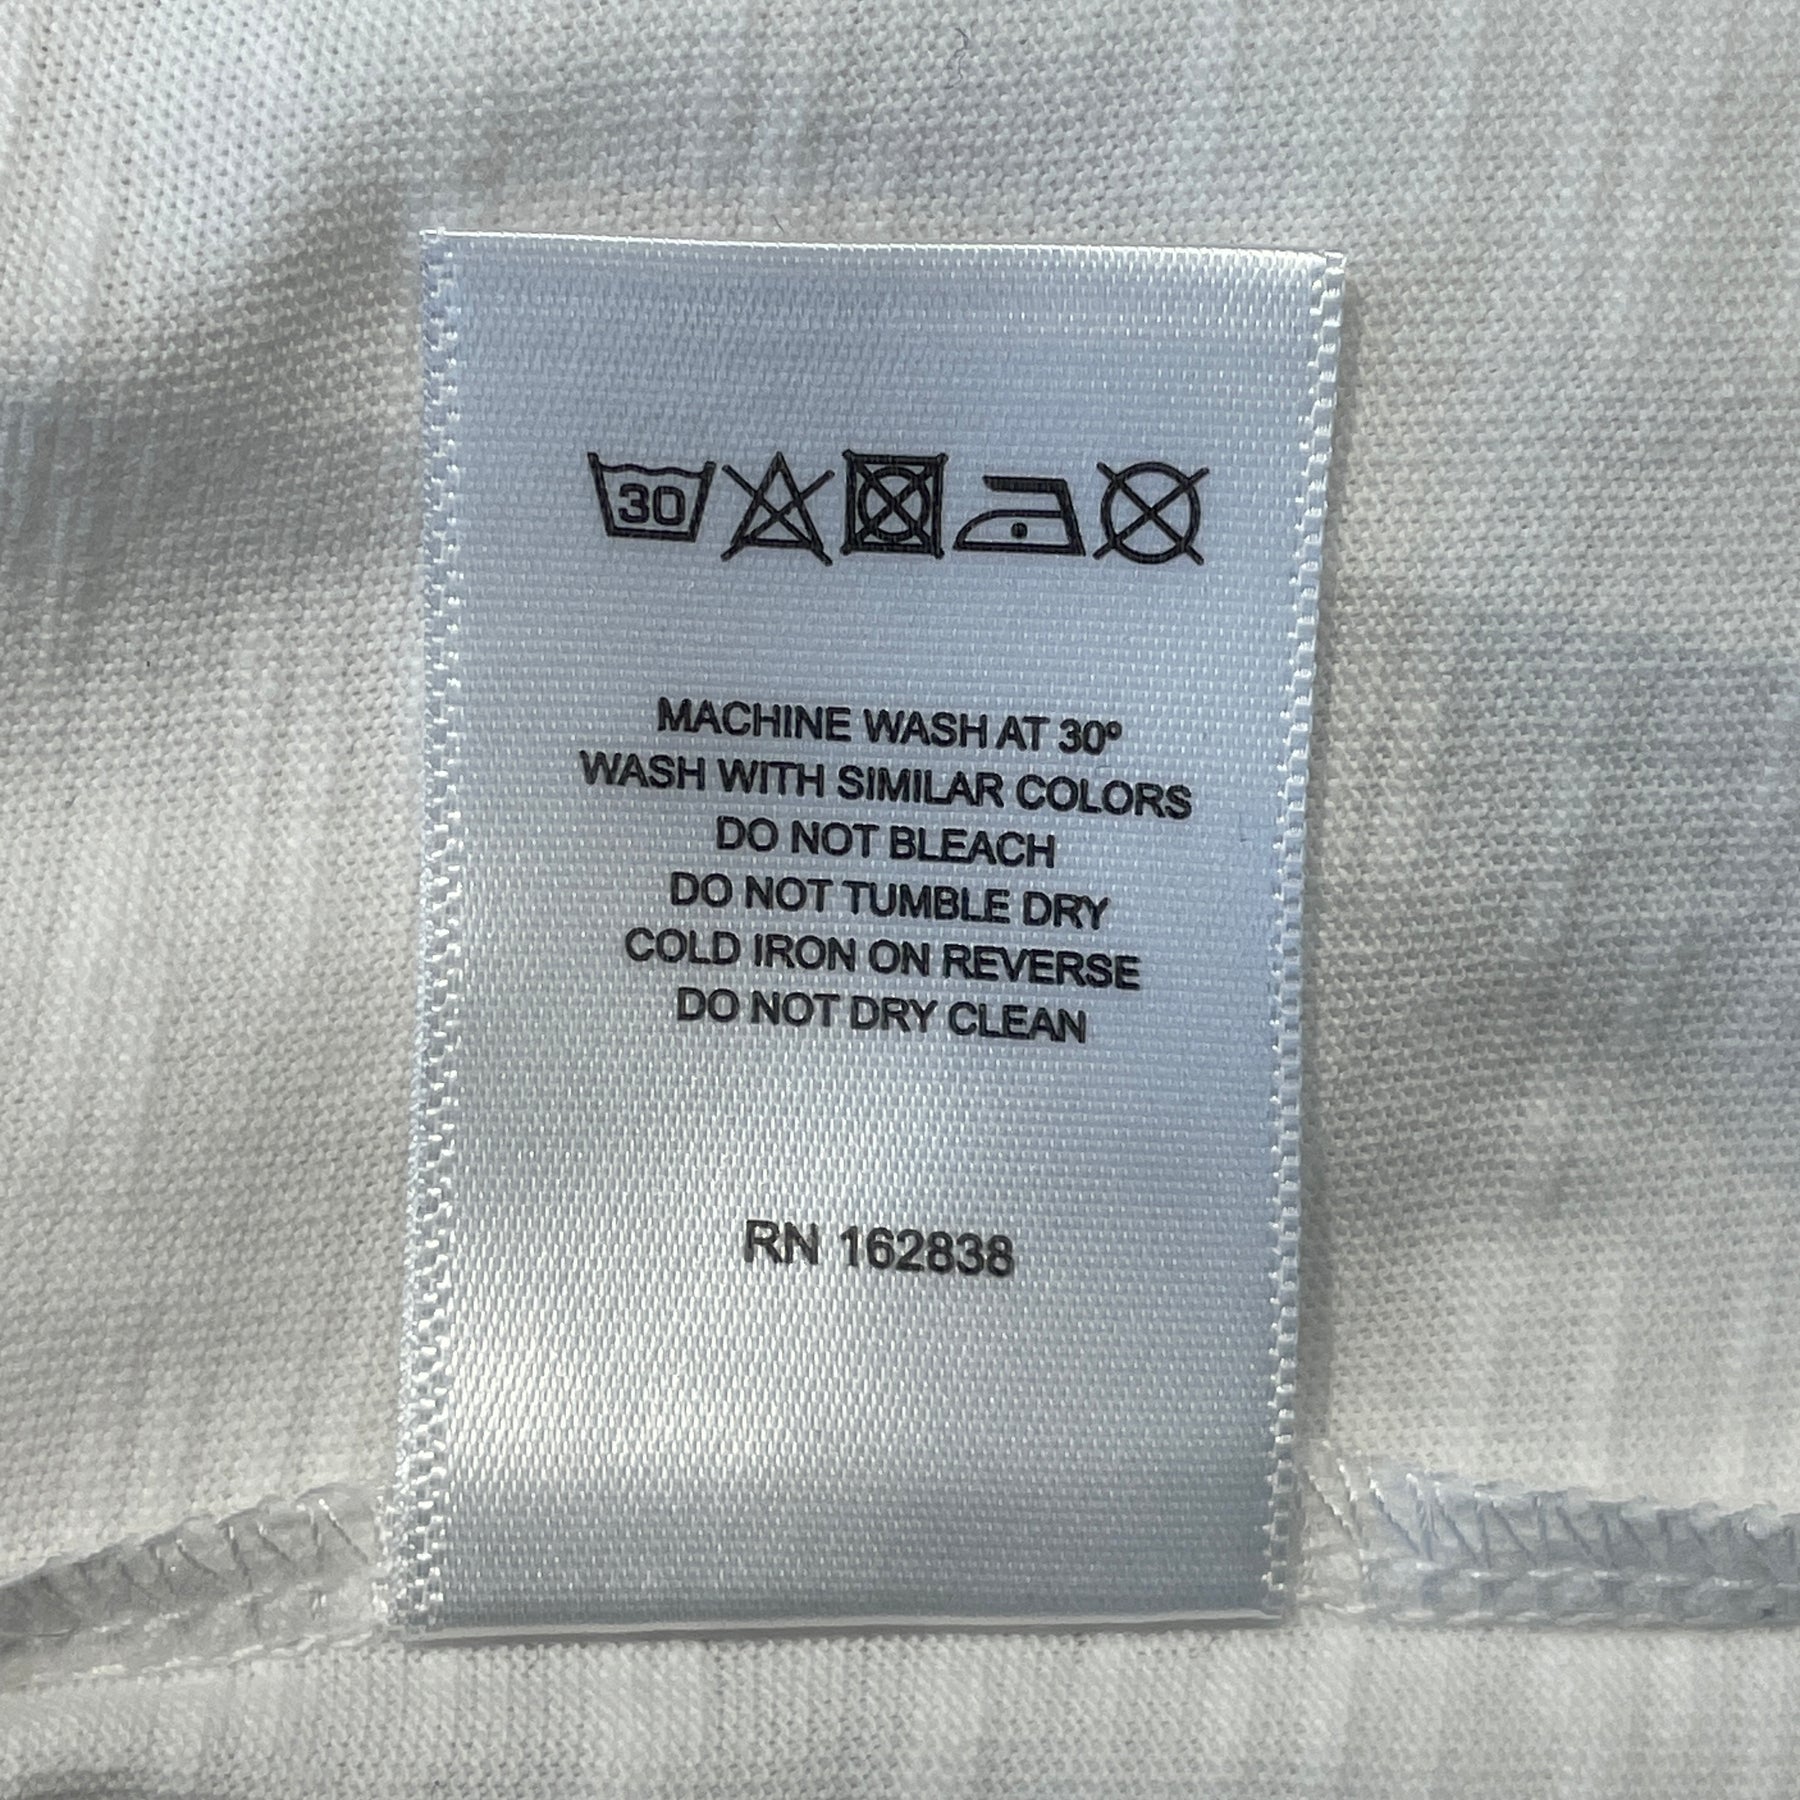 30
MACHINE WASH AT 30º
WASH WITH SIMILAR COLORS
DO NOT BLEACH
DO NOT TUMBLE DRY
COLD IRON ON REVERSE
DO NOT DRY CLEAN
RN 162838